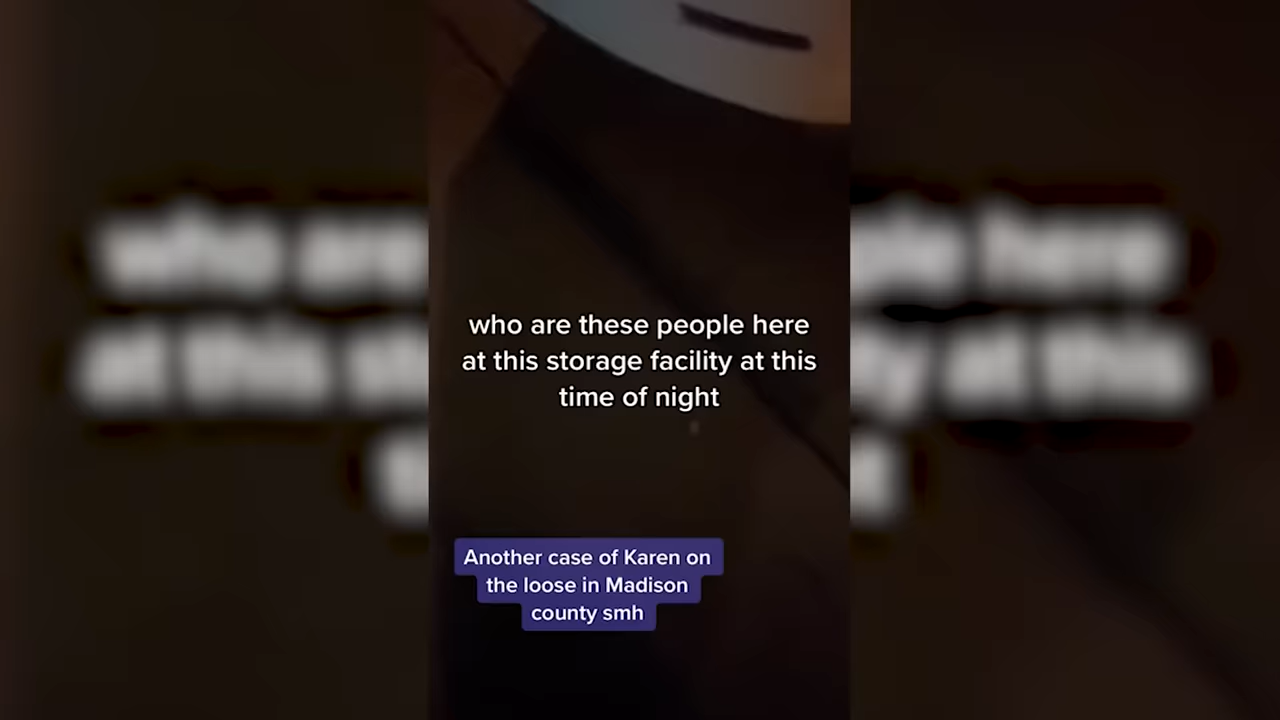 who are these people here
at this storage facility at this
time of night
Another case of Karen on
the loose in Madison
county smh